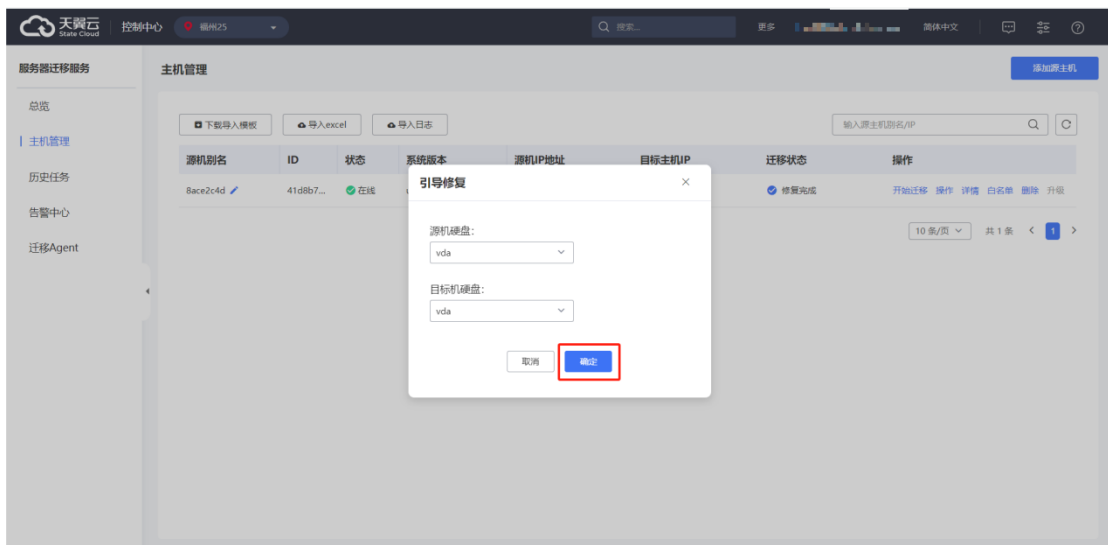 天翼云 State Cloud 控制中心 福州25 搜索... 更多 简体中文
服务器迁移服务
总览
主机管理
历史任务
告警中心
迁移Agent
主机管理 添加源主机
下载导入模板 导入excel 导入日志 输入源主机别名/IP
源机别名 ID 状态 系统版本 源机IP地址 目标主机IP 迁移状态 操作
8ace2c4d 41d8b7... 在线 修复完成 开始迁移 操作 详情 白名单 删除 升级
10 条/页 共 1 条 1
引导修复
源机硬盘:
vda
目标机硬盘:
vda
取消 确定